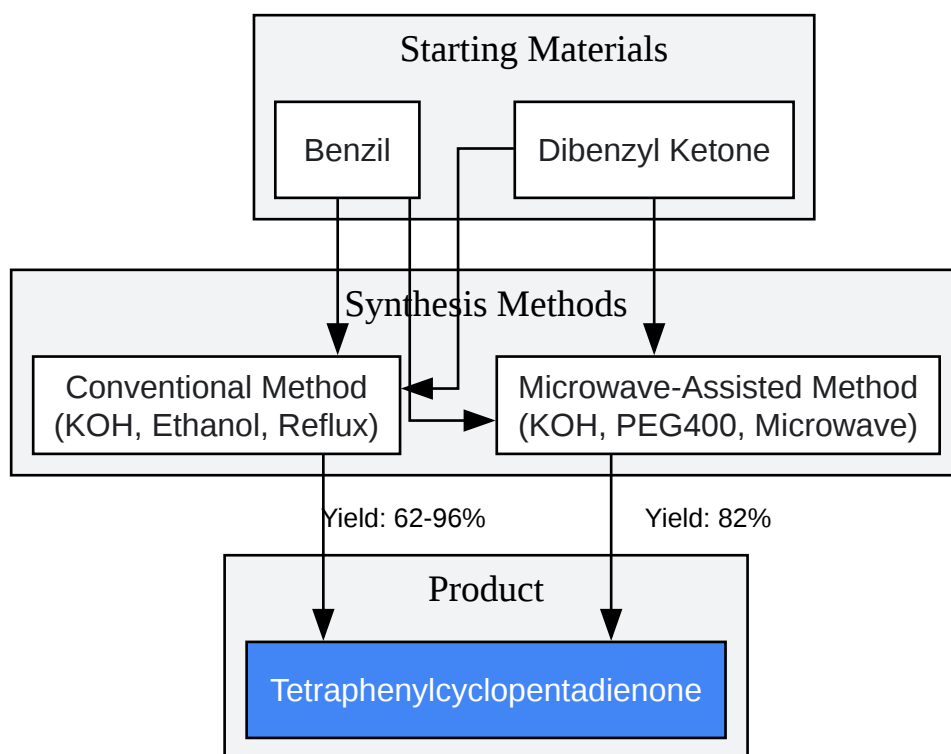 Starting Materials
Benzil
Dibenzyl Ketone
Synthesis Methods
Conventional Method
(KOH, Ethanol, Reflux)
Microwave-Assisted Method
(KOH, PEG400, Microwave)
Yield: 62-96%
Yield: 82%
Product
Tetraphenylcyclopentadienone